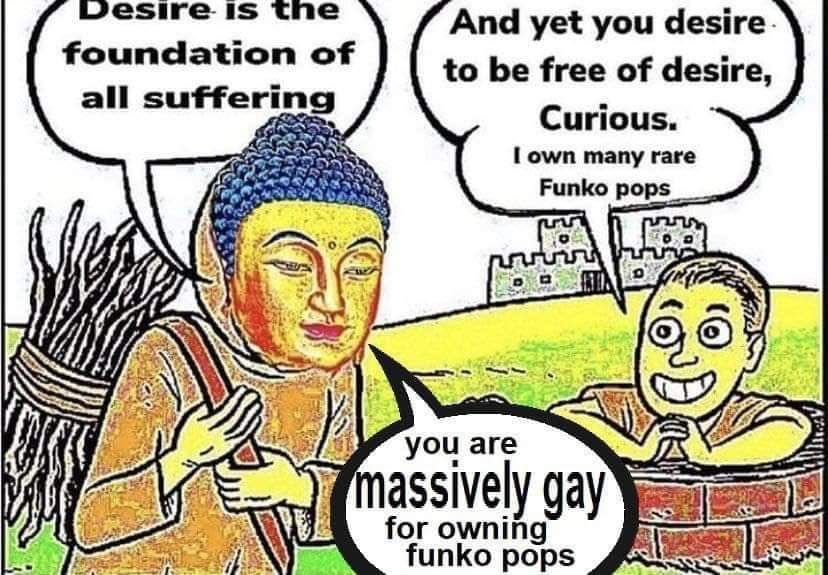 Desire is the
foundation of
all suffering
And yet you desire
to be free of desire,
Curious.
I own many rare
Funko pops
you are
massively gay
for owning
funko pops